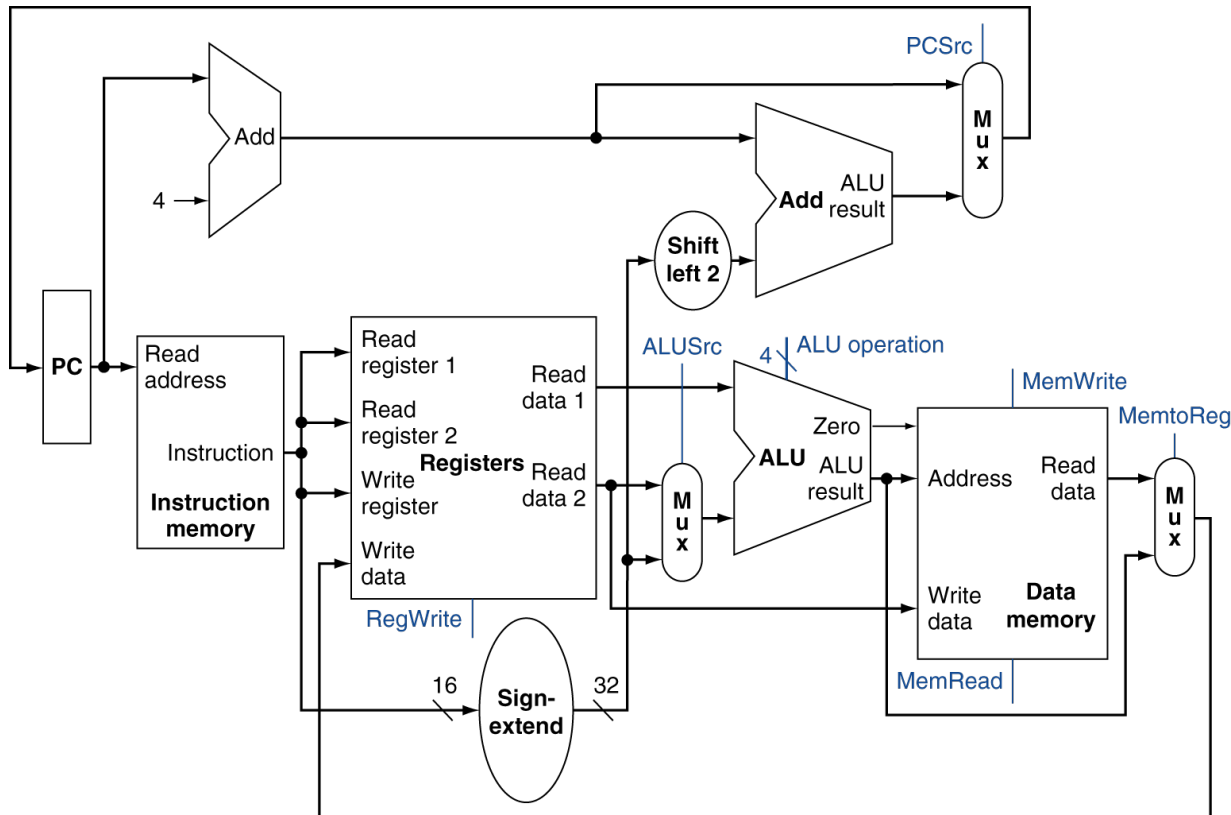 PCSrc
M
u
x
Add
4
Add
ALU
result
Shift
left 2
PC
Read
address
Instruction
Instruction
memory
Read
register 1
Read
register 2
Write
register
Write
data
Registers
Read
data 1
Read
data 2
RegWrite
16
Sign-
extend
32
ALUSrc
M
u
x
4
ALU operation
Zero
ALU
ALU
result
MemWrite
Address
Read
data
Write
data
Data
memory
MemRead
MemtoReg
M
u
x